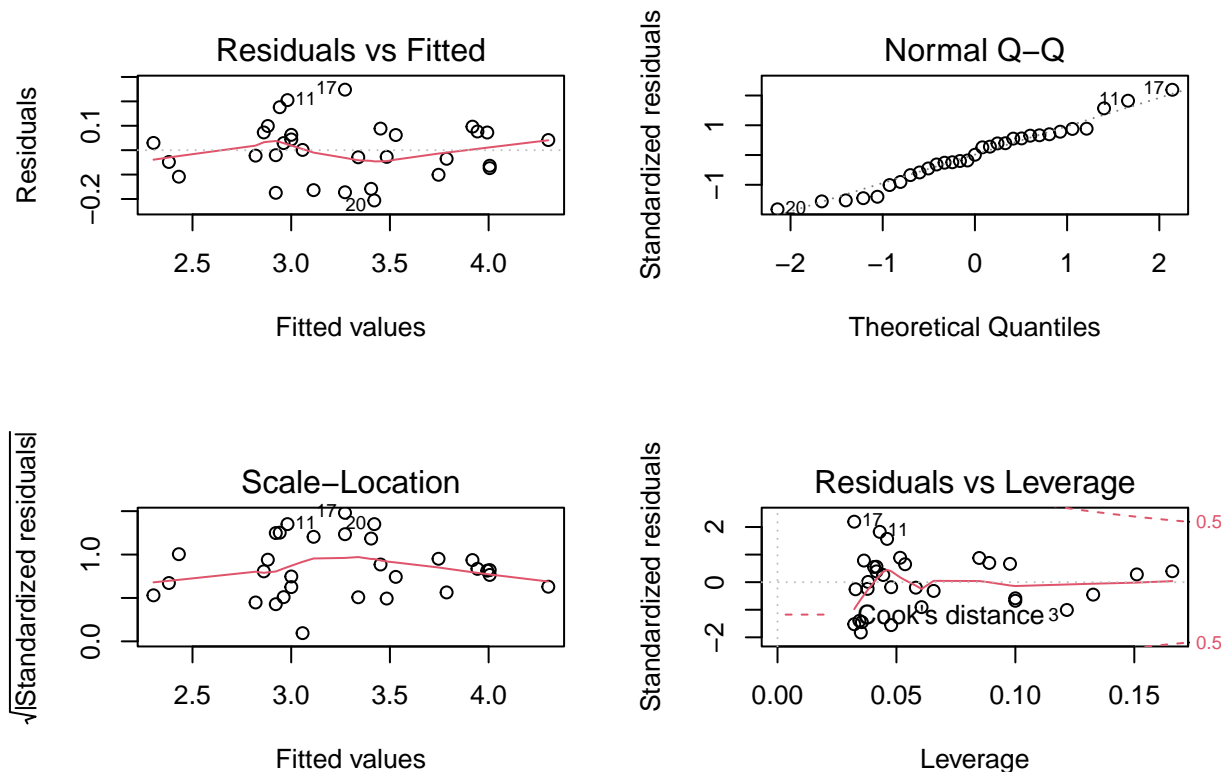 Residuals vs Fitted
Residuals
0.1
−0.2
17
11
20
2.5 3.0 3.5 4.0
Fitted values
Normal Q−Q
Standardized residuals
1
−1
17
11
20
−2 −1 0 1 2
Theoretical Quantiles
Scale−Location
√|Standardized residuals|
1.0
0.0
17
11 20
2.5 3.0 3.5 4.0
Fitted values
Residuals vs Leverage
Standardized residuals
2
0
−2
17
11
Cook's distance
3
0.5
0.5
0.00 0.05 0.10 0.15
Leverage